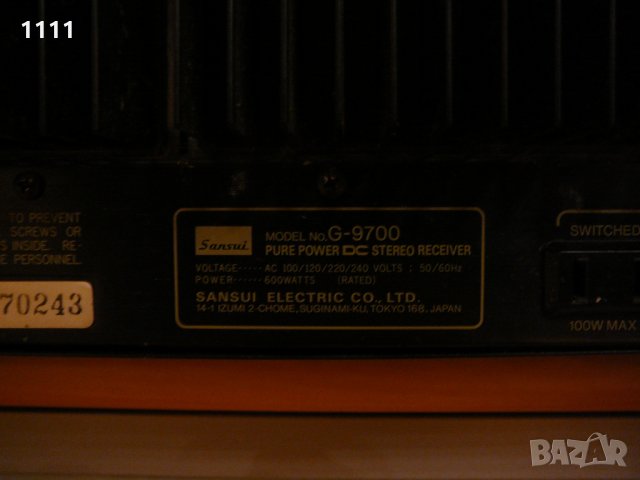 1111
TO PREVENT
SCREWS OR
INSIDE. RE-
PERSONNEL
70243
Sansui
MODEL No. G-9700
PURE POWER DC STEREO RECEIVER
VOLTAGE····· AC 100/120/220/240 VOLTS ; 50/60Hz
POWER······ 600WATTS (RATED)
SANSUI ELECTRIC CO., LTD.
14-1 IZUMI 2-CHOME, SUGINAMI-KU, TOKYO 168, JAPAN
SWITCHED
100W MAX
BAZAR